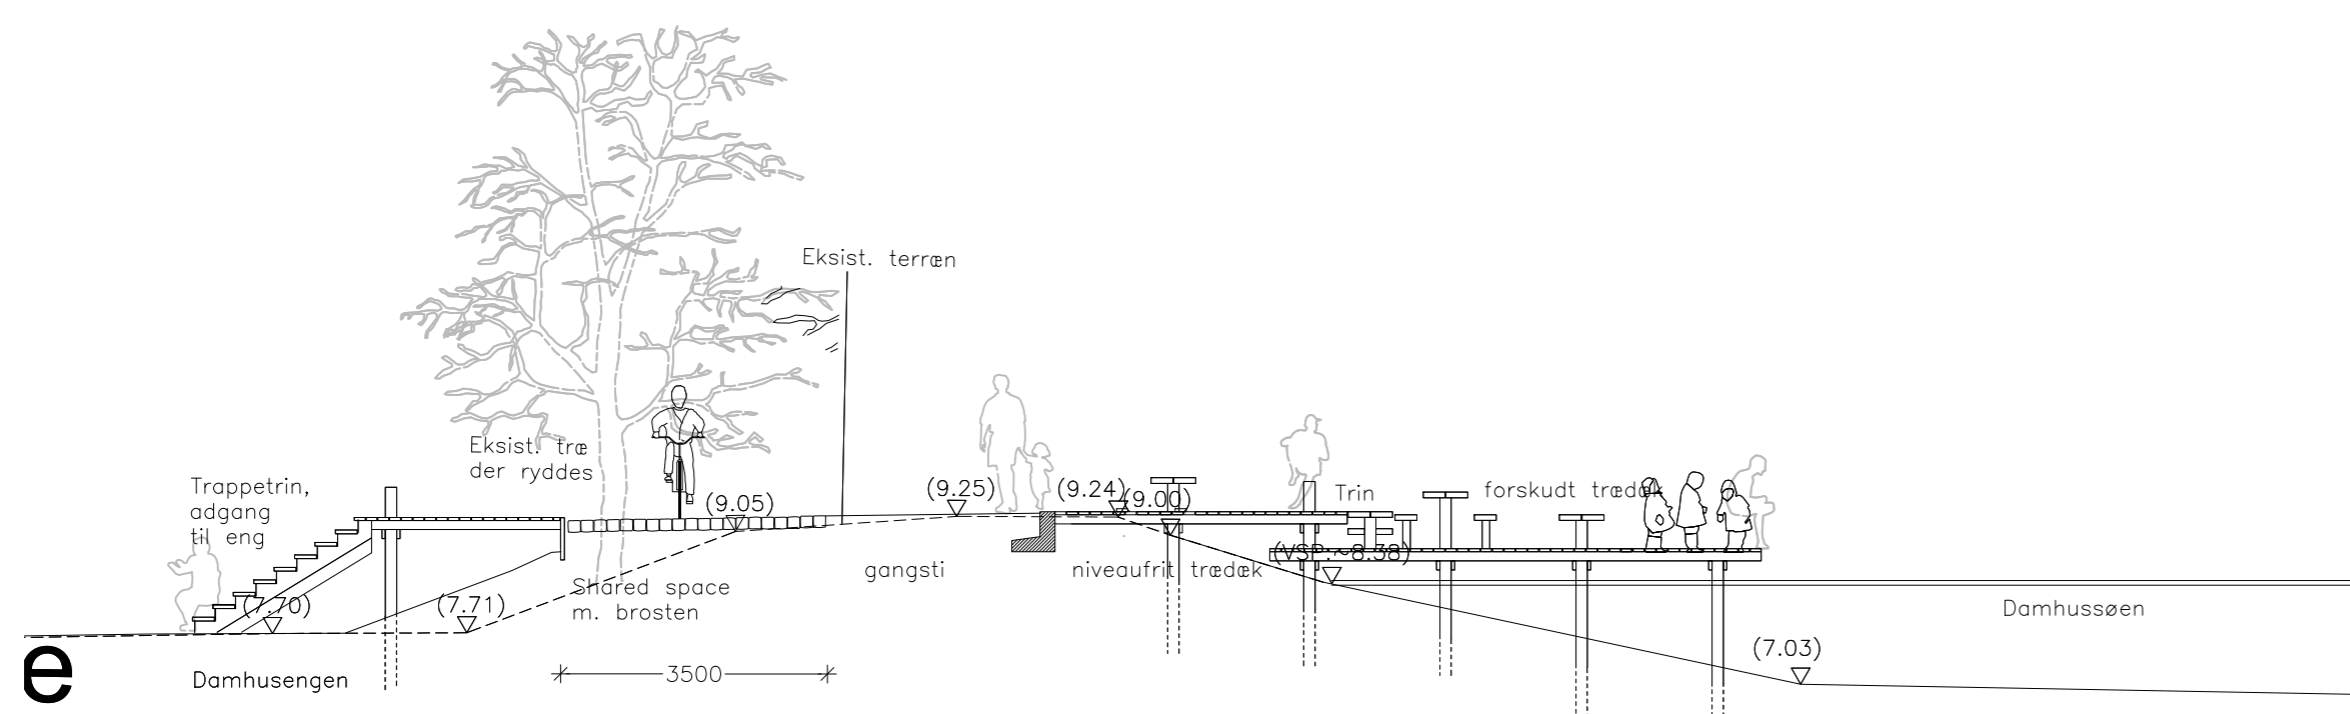 Eksist. terræn
Eksist. træ
der ryddes
Trappetrin,
adgang
til eng
(9.05)
(9.25)
(9.24)
(9.00)
Trin
forskudt trædæk
(VSP.~8.38)
gangsti
niveaufrit trædæk
Shared space
m. brosten
(7.70)
(7.71)
Damhussøen
(7.03)
e
Damhusengen
3500